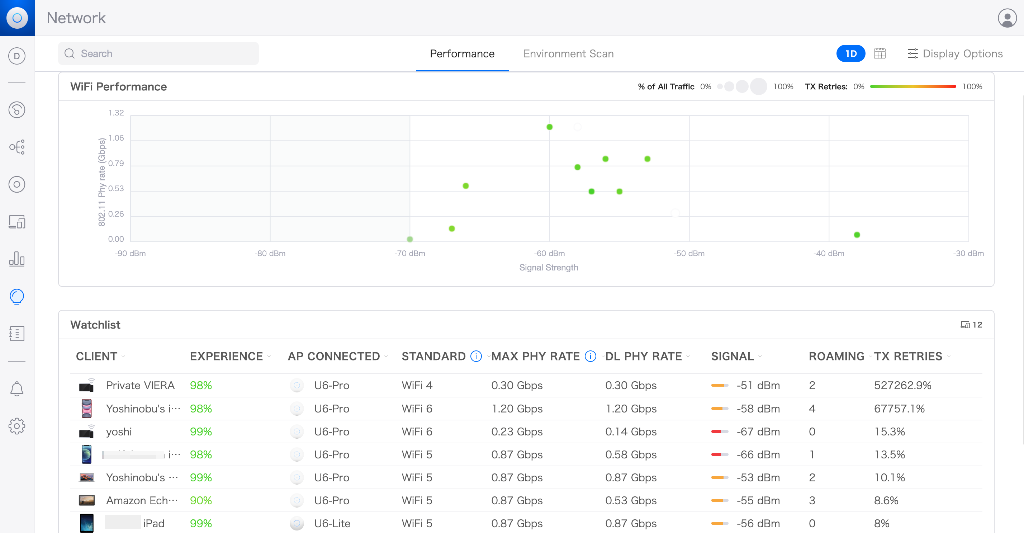 Network
D
Search
Performance
Environment Scan
1D
Display Options
WiFi Performance
% of All Traffic 0% 100% TX Retries: 0% 100%
1.32
1.06
0.79
0.53
0.26
0.00
802.11 Phy rate (Gbps)
-90 dBm -80 dBm -70 dBm -60 dBm -50 dBm -40 dBm -30 dBm
Signal Strength
Watchlist 12
CLIENT EXPERIENCE AP CONNECTED STANDARD MAX PHY RATE DL PHY RATE SIGNAL ROAMING TX RETRIES
Private VIERA 98% U6-Pro WiFi 4 0.30 Gbps 0.30 Gbps -51 dBm 2 527262.9%
Yoshinobu's i… 98% U6-Pro WiFi 6 1.20 Gbps 1.20 Gbps -58 dBm 4 67757.1%
yoshi 99% U6-Pro WiFi 6 0.23 Gbps 0.14 Gbps -67 dBm 0 15.3%
i… 98% U6-Pro WiFi 5 0.87 Gbps 0.58 Gbps -66 dBm 1 13.5%
Yoshinobu's … 99% U6-Pro WiFi 5 0.87 Gbps 0.87 Gbps -53 dBm 2 10.1%
Amazon Ech… 90% U6-Pro WiFi 5 0.87 Gbps 0.53 Gbps -55 dBm 3 8.6%
iPad 99% U6-Lite WiFi 5 0.87 Gbps 0.87 Gbps -56 dBm 0 8%